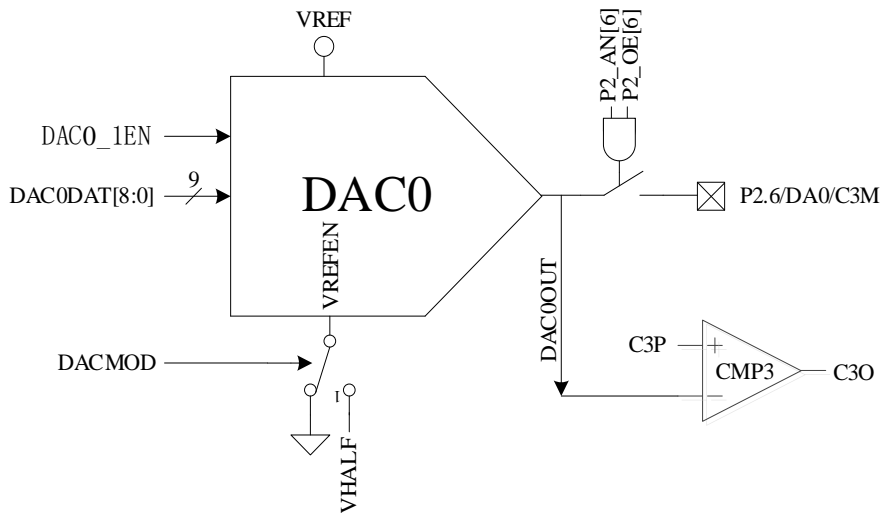 VREF
P2_AN[6]
P2_OE[6]
DAC0_1EN
9
DAC0DAT[8:0]
DAC0
P2.6/DA0/C3M
VREFEN
DAC0OUT
DACMOD
C3P
+
CMP3
C3O
1
VHALF